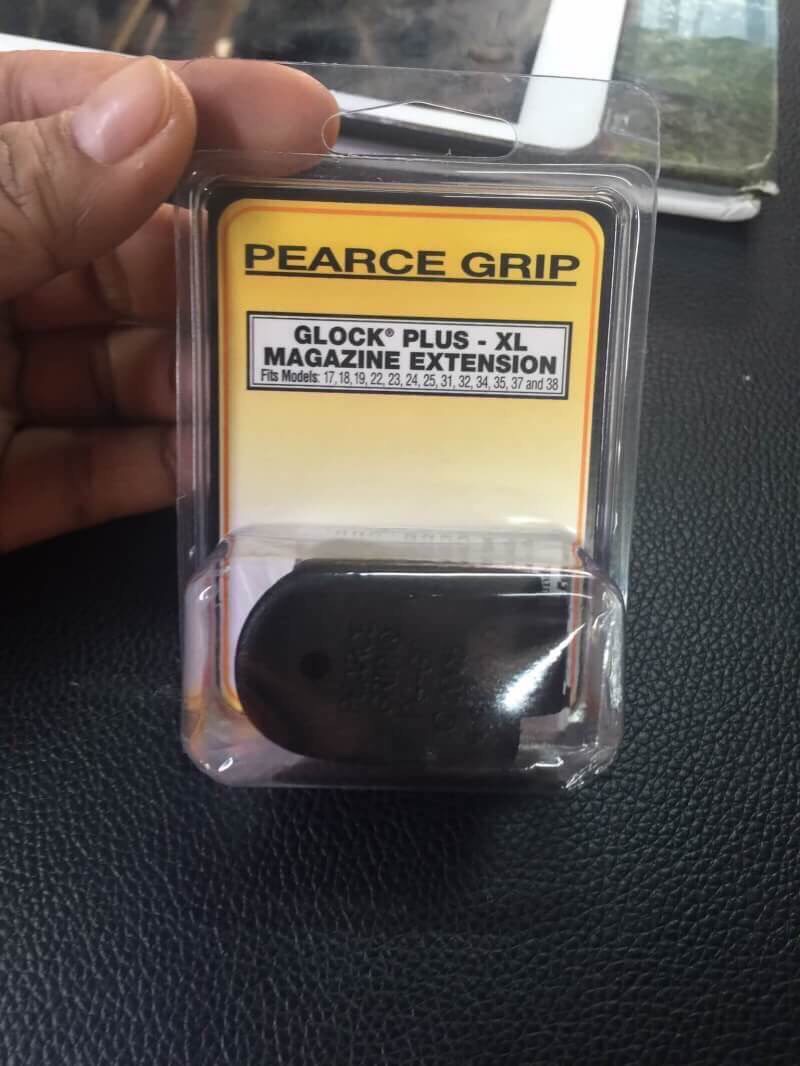 PEARCE GRIP
GLOCK® PLUS - XL
MAGAZINE EXTENSION
Fits Models: 17, 18, 19, 22, 23, 24, 25, 31, 32, 34, 35, 37 and 38